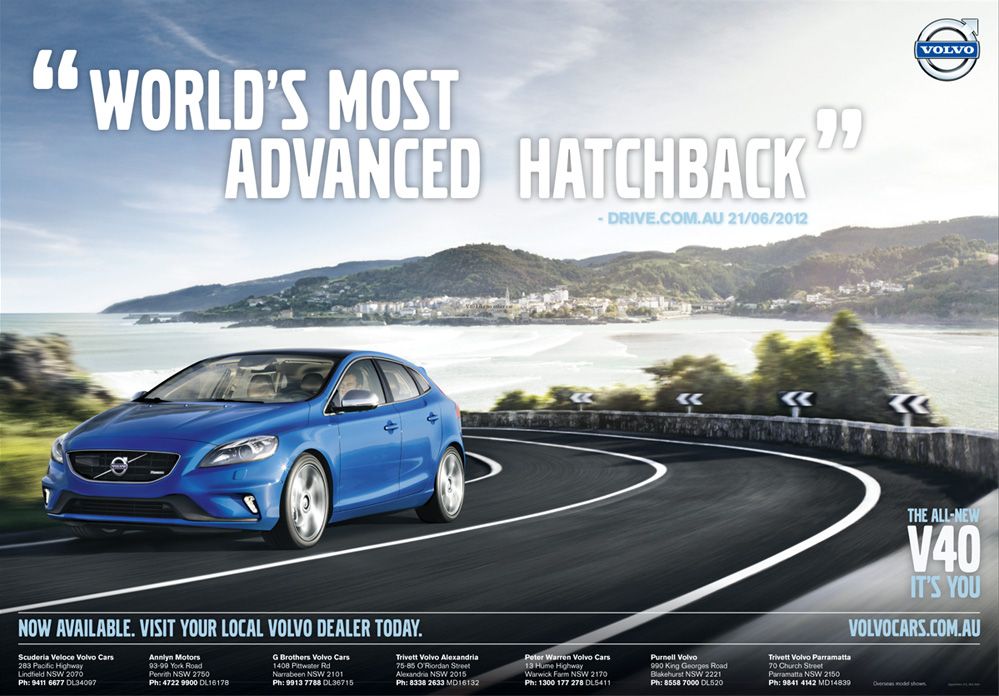 VOLVO
“WORLD’S MOST
ADVANCED HATCHBACK”
- DRIVE.COM.AU 21/06/2012
THE ALL-NEW
V40
IT’S YOU
NOW AVAILABLE. VISIT YOUR LOCAL VOLVO DEALER TODAY.
VOLVOCARS.COM.AU
Scuderia Veloce Volvo Cars
283 Pacific Highway
Lindfield NSW 2070
Ph: 9411 6677 DL34097
Annlyn Motors
93-99 York Road
Penrith NSW 2750
Ph: 4722 9900 DL16178
G Brothers Volvo Cars
1408 Pittwater Rd
Narrabeen NSW 2101
Ph: 9913 7788 DL36715
Trivett Volvo Alexandria
75-85 O'Riordan Street
Alexandria NSW 2015
Ph: 8338 2633 MD16132
Peter Warren Volvo Cars
13 Hume Highway
Warwick Farm NSW 2170
Ph: 1300 177 278 DL5411
Purnell Volvo
990 King Georges Road
Blakehurst NSW 2221
Ph: 8558 7000 DL520
Trivett Volvo Parramatta
70 Church Street
Parramatta NSW 2150
Ph: 9841 4142 MD14839
Overseas model shown.